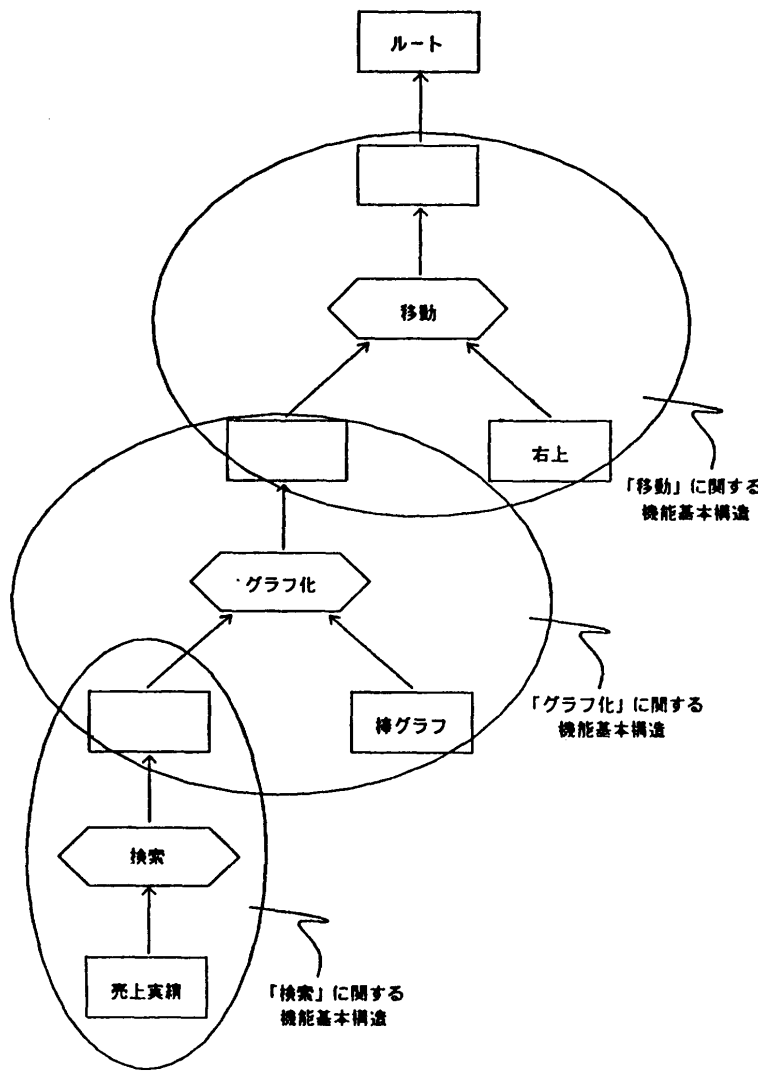 ルート
移動
右上
「移動」に関する
機能基本構造
グラフ化
「グラフ化」に関する
機能基本構造
棒グラフ
検索
売上実績
「検索」に関する
機能基本構造